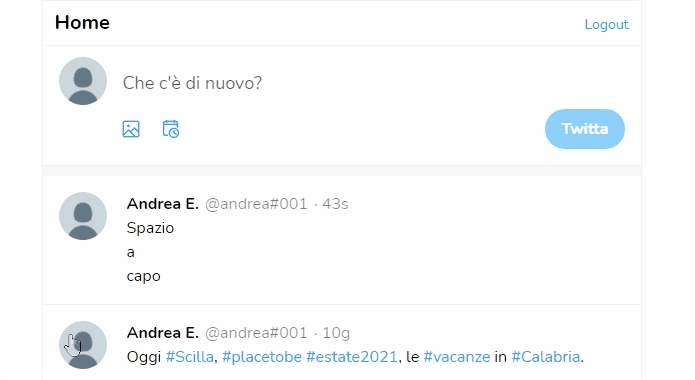 Home
Logout
Che c'è di nuovo?
Twitta
Andrea E. @andrea#001 · 43s
Spazio
a
capo
Andrea E. @andrea#001 · 10g
Oggi #Scilla, #placetobe #estate2021, le #vacanze in #Calabria.